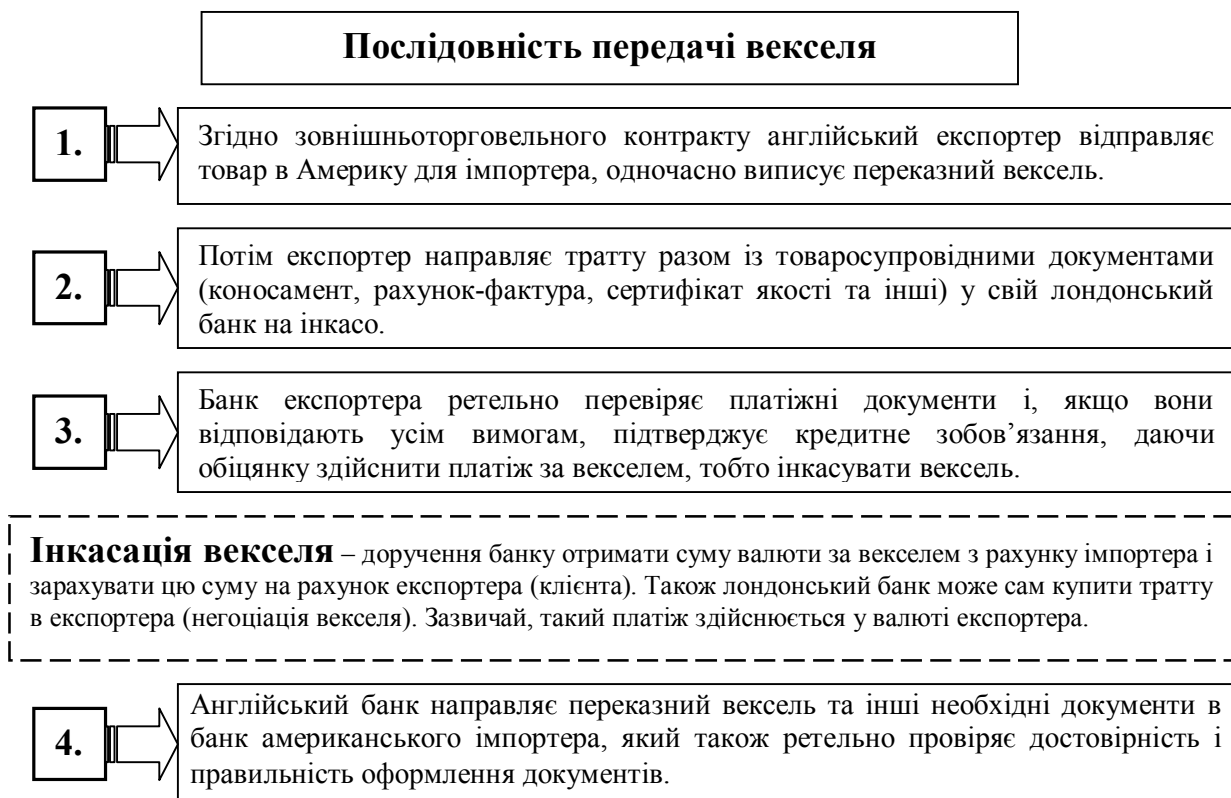 Послідовність передачі векселя
1.
Згідно зовнішньоторговельного контракту англійський експортер відправляє
товар в Америку для імпортера, одночасно виписує переказний вексель.
2.
Потім експортер направляє тратту разом із товаросупровідними документами
(коносамент, рахунок-фактура, сертифікат якості та інші) у свій лондонський
банк на інкасо.
3.
Банк експортера ретельно перевіряє платіжні документи і, якщо вони
відповідають усім вимогам, підтверджує кредитне зобов’язання, даючи
обіцянку здійснити платіж за векселем, тобто інкасувати вексель.
Інкасація векселя – доручення банку отримати суму валюти за векселем з рахунку імпортера і
зарахувати цю суму на рахунок експортера (клієнта). Також лондонський банк може сам купити тратту
в експортера (негоціація векселя). Зазвичай, такий платіж здійснюється у валюті експортера.
4.
Англійський банк направляє переказний вексель та інші необхідні документи в
банк американського імпортера, який також ретельно провіряє достовірність і
правильність оформлення документів.